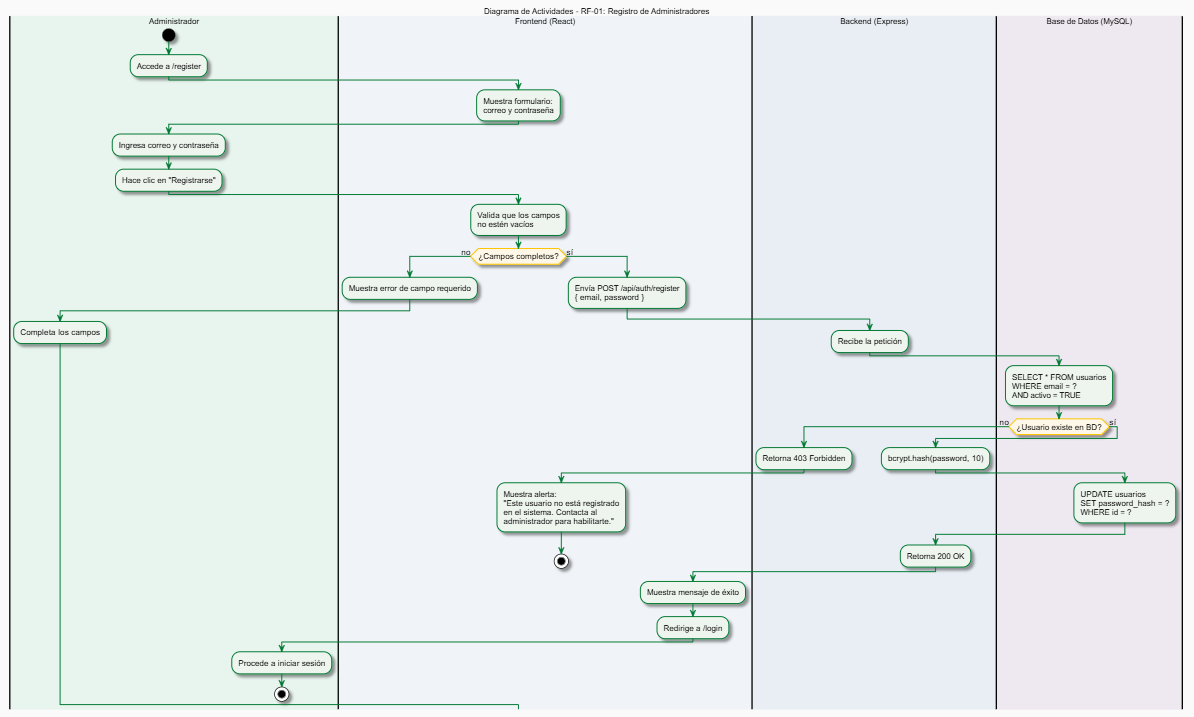 Diagrama de Actividades - RF-01: Registro de Administradores
Administrador
Frontend (React)
Backend (Express)
Base de Datos (MySQL)
Accede a /register
Muestra formulario:
correo y contraseña
Ingresa correo y contraseña
Hace clic en "Registrarse"
Valida que los campos
no estén vacíos
no
¿Campos completos?
sí
Muestra error de campo requerido
Envía POST /api/auth/register
{ email, password }
Completa los campos
Recibe la petición
SELECT * FROM usuarios
WHERE email = ?
AND activo = TRUE
no
¿Usuario existe en BD?
sí
Retorna 403 Forbidden
bcrypt.hash(password, 10)
Muestra alerta:
"Este usuario no está registrado
en el sistema. Contacta al
administrador para habilitarte."
UPDATE usuarios
SET password_hash = ?
WHERE id = ?
Retorna 200 OK
Muestra mensaje de éxito
Redirige a /login
Procede a iniciar sesión